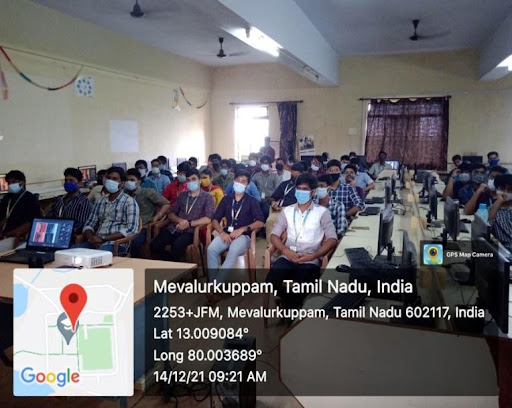 GPS Map Camera
Mevalurkuppam, Tamil Nadu, India
2253+JFM, Mevalurkuppam, Tamil Nadu 602117, India
Lat 13.009084°
Long 80.003689°
14/12/21 09:21 AM
Google